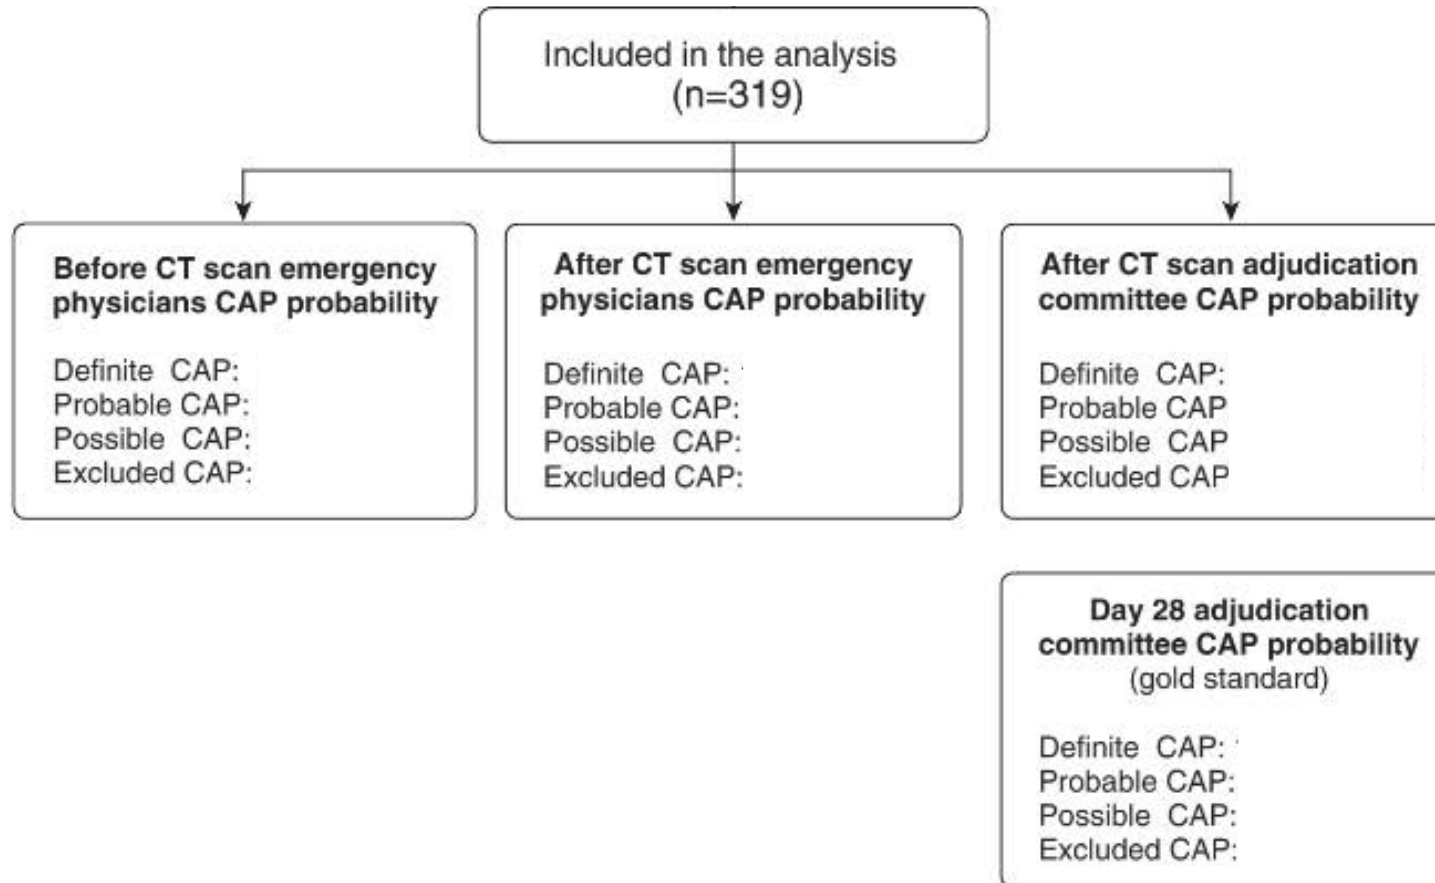 Included in the analysis
(n=319)
Before CT scan emergency
physicians CAP probability
Definite CAP:
Probable CAP:
Possible CAP:
Excluded CAP:
After CT scan emergency
physicians CAP probability
Definite CAP:
Probable CAP:
Possible CAP:
Excluded CAP:
After CT scan adjudication
committee CAP probability
Definite CAP:
Probable CAP
Possible CAP
Excluded CAP
Day 28 adjudication
committee CAP probability
(gold standard)
Definite CAP:
Probable CAP:
Possible CAP:
Excluded CAP: